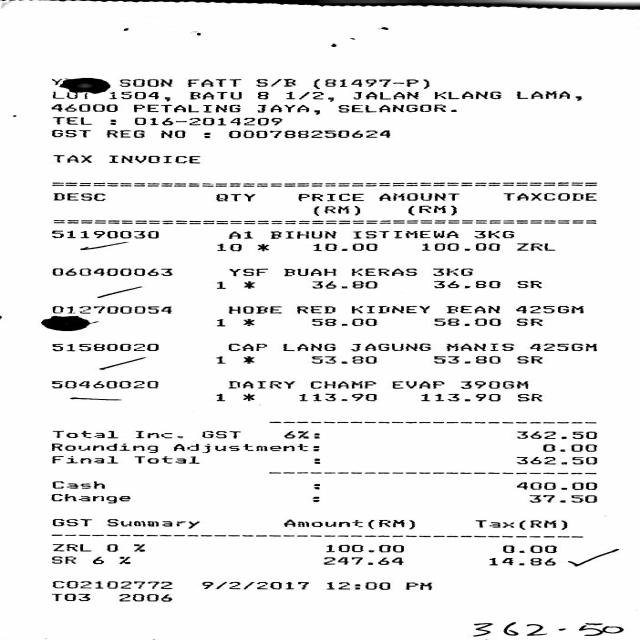 SOON FATT S/B (81497-P)
LOT 1504, BATU 8 1/2, JALAN KLANG LAMA,
46000 PETALING JAYA, SELANGOR.
TEL : 016-2014209
GST REG NO : 000788250624
TAX INVOICE
DESC QTY PRICE AMOUNT TAXCODE
(RM) (RM)
51190030 A1 BIHUN ISTIMEWA 3KG
10 * 10.00 100.00 ZRL
060400063 YSF BUAH KERAS 3KG
1 * 36.80 36.80 SR
012700054 HOBE RED KIDNEY BEAN 425GM
1 * 58.00 58.00 SR
51580020 CAP LANG JAGUNG MANIS 425GM
1 * 53.80 53.80 SR
50460020 DAIRY CHAMP EVAP 390GM
1 * 113.90 113.90 SR
Total Inc. GST 6%: 362.50
Rounding Adjustment: 0.00
Final Total : 362.50
Cash : 400.00
Change : 37.50
GST Summary Amount(RM) Tax(RM)
ZRL 0 % 100.00 0.00
SR 6 % 247.64 14.86
C02102772 9/2/2017 12:00 PM
T03 2006
362-50